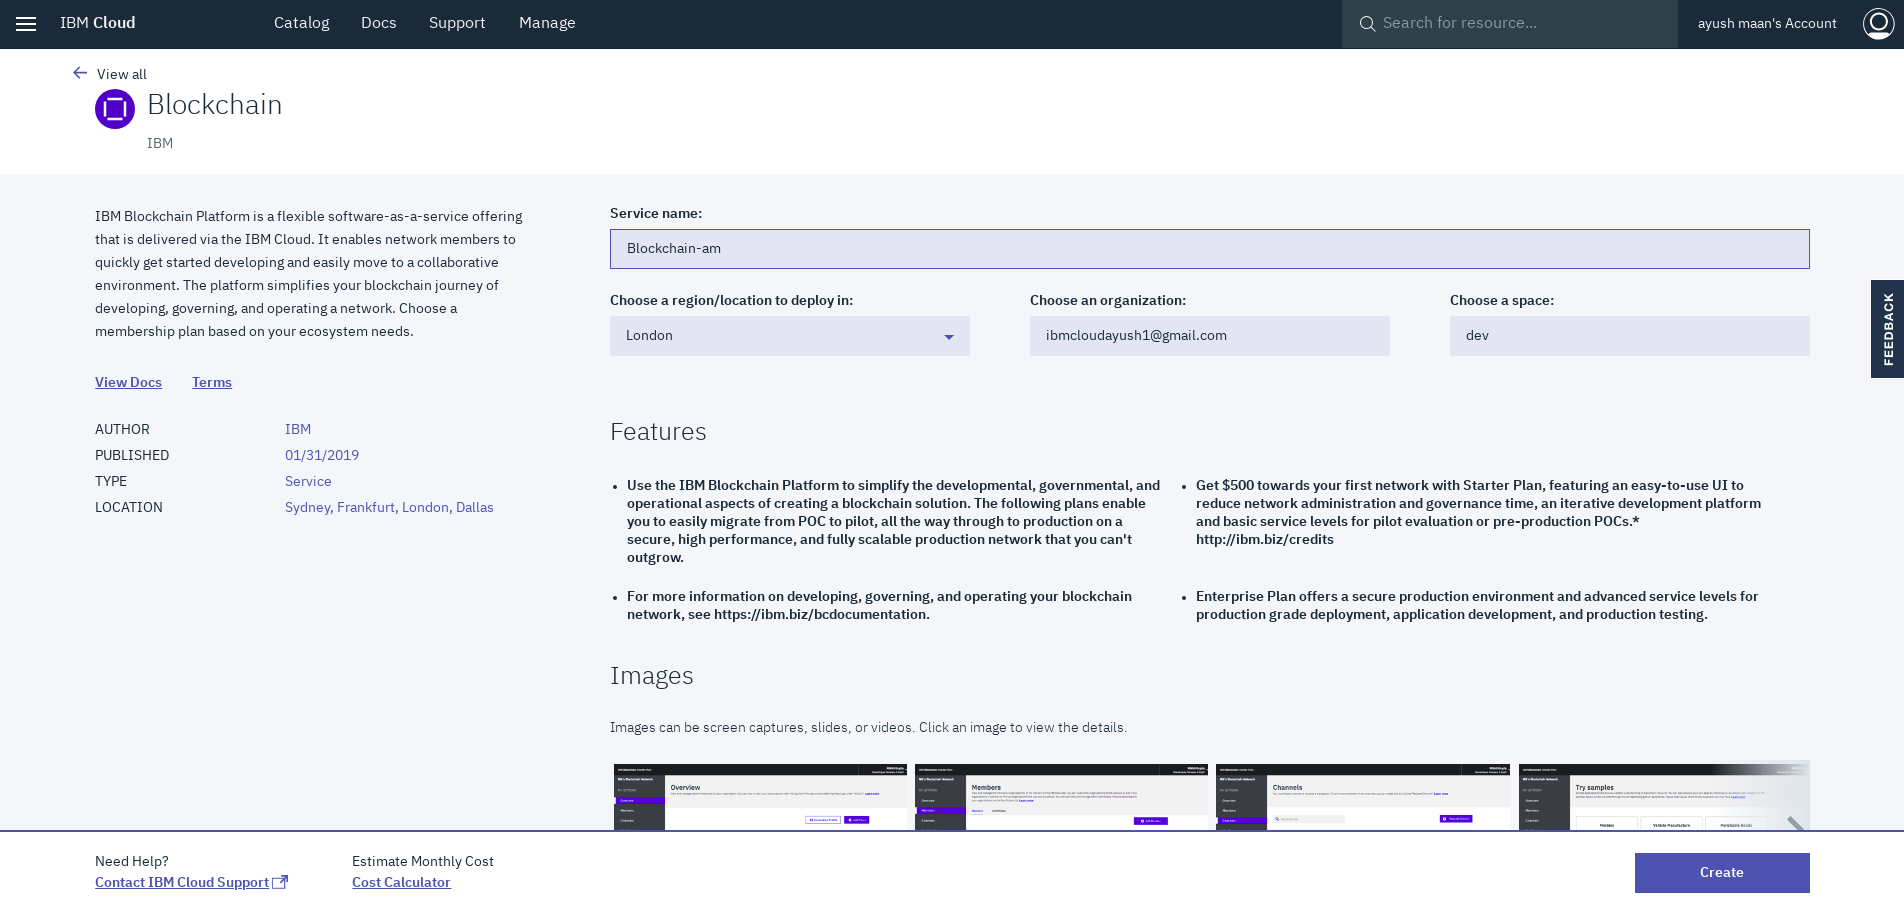 IBM Cloud
Catalog
Docs
Support
Manage
Search for resource...
ayush maan's Account
View all
Blockchain
IBM
IBM Blockchain Platform is a flexible software-as-a-service offering
that is delivered via the IBM Cloud. It enables network members to
quickly get started developing and easily move to a collaborative
environment. The platform simplifies your blockchain journey of
developing, governing, and operating a network. Choose a
membership plan based on your ecosystem needs.
View Docs
Terms
AUTHOR IBM
PUBLISHED 01/31/2019
TYPE Service
LOCATION Sydney, Frankfurt, London, Dallas
Service name:
Blockchain-am
Choose a region/location to deploy in:
London
Choose an organization:
ibmcloudayush1@gmail.com
Choose a space:
dev
FEEDBACK
Features
Use the IBM Blockchain Platform to simplify the developmental, governmental, and
operational aspects of creating a blockchain solution. The following plans enable
you to easily migrate from POC to pilot, all the way through to production on a
secure, high performance, and fully scalable production network that you can't
outgrow.
Get $500 towards your first network with Starter Plan, featuring an easy-to-use UI to
reduce network administration and governance time, an iterative development platform
and basic service levels for pilot evaluation or pre-production POCs.*
http://ibm.biz/credits
For more information on developing, governing, and operating your blockchain
network, see https://ibm.biz/bcdocumentation.
Enterprise Plan offers a secure production environment and advanced service levels for
production grade deployment, application development, and production testing.
Images
Images can be screen captures, slides, or videos. Click an image to view the details.
Overview
Members
Channels
Try samples
Need Help?
Contact IBM Cloud Support
Estimate Monthly Cost
Cost Calculator
Create